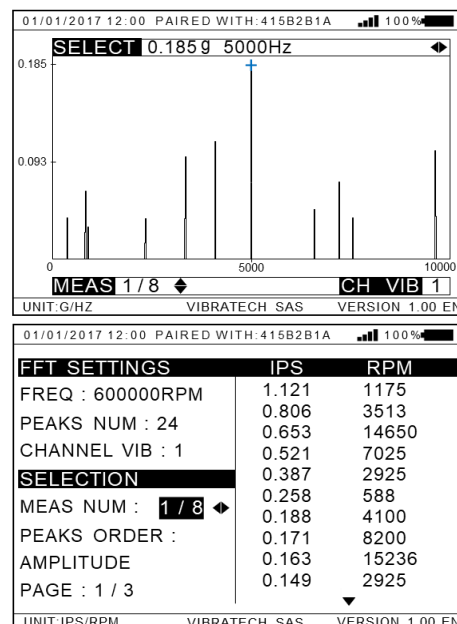 01/01/2017 12:00 PAIRED WITH:415B2B1A 100%
SELECT 0.185g 5000Hz
0.185
0.093
0 5000 10000
MEAS 1/8 CH VIB 1
UNIT:G/HZ VIBRATECH SAS VERSION 1.00 EN
01/01/2017 12:00 PAIRED WITH:415B2B1A 100%
FFT SETTINGS
FREQ : 600000RPM
PEAKS NUM : 24
CHANNEL VIB : 1
SELECTION
MEAS NUM : 1 / 8
PEAKS ORDER :
AMPLITUDE
PAGE : 1 / 3
IPS RPM
1.121 1175
0.806 3513
0.653 14650
0.521 7025
0.387 2925
0.258 588
0.188 4100
0.171 8200
0.163 15236
0.149 2925
UNIT:IPS/RPM VIBRATECH SAS VERSION 1.00 EN